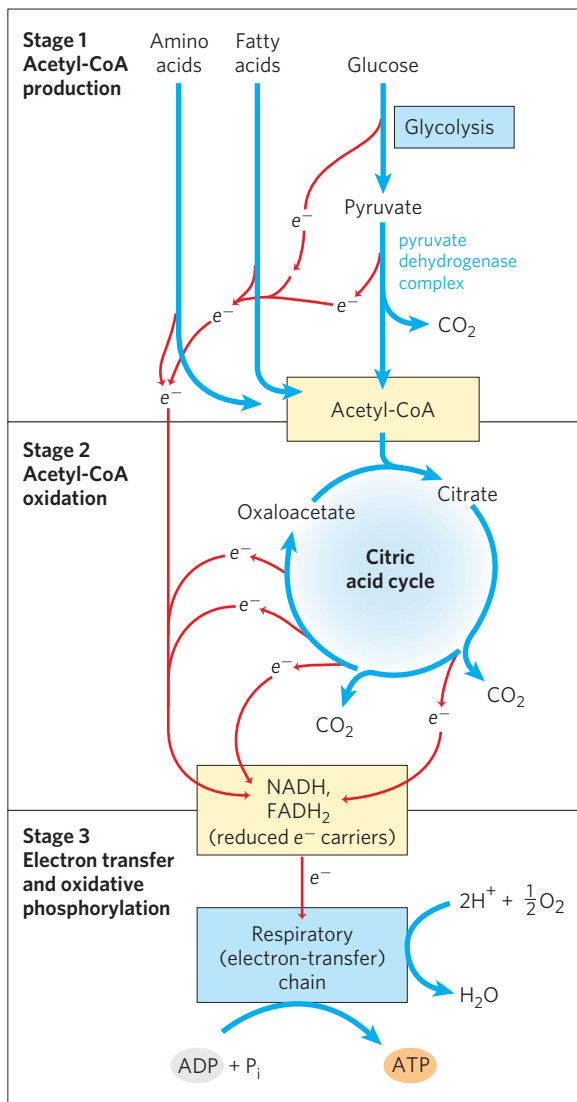 Stage 1
Acetyl-CoA
production
Amino
acids
Fatty
acids
Glucose
Glycolysis
e⁻
Pyruvate
pyruvate
dehydrogenase
complex
e⁻
e⁻
CO₂
e⁻
Acetyl-CoA
Stage 2
Acetyl-CoA
oxidation
Oxaloacetate
Citrate
Citric
acid cycle
e⁻
e⁻
e⁻
CO₂
e⁻
CO₂
NADH,
FADH₂
(reduced e⁻ carriers)
Stage 3
Electron transfer
and oxidative
phosphorylation
e⁻
2H⁺ + ½O₂
Respiratory
(electron-transfer)
chain
H₂O
ADP + Pᵢ
ATP